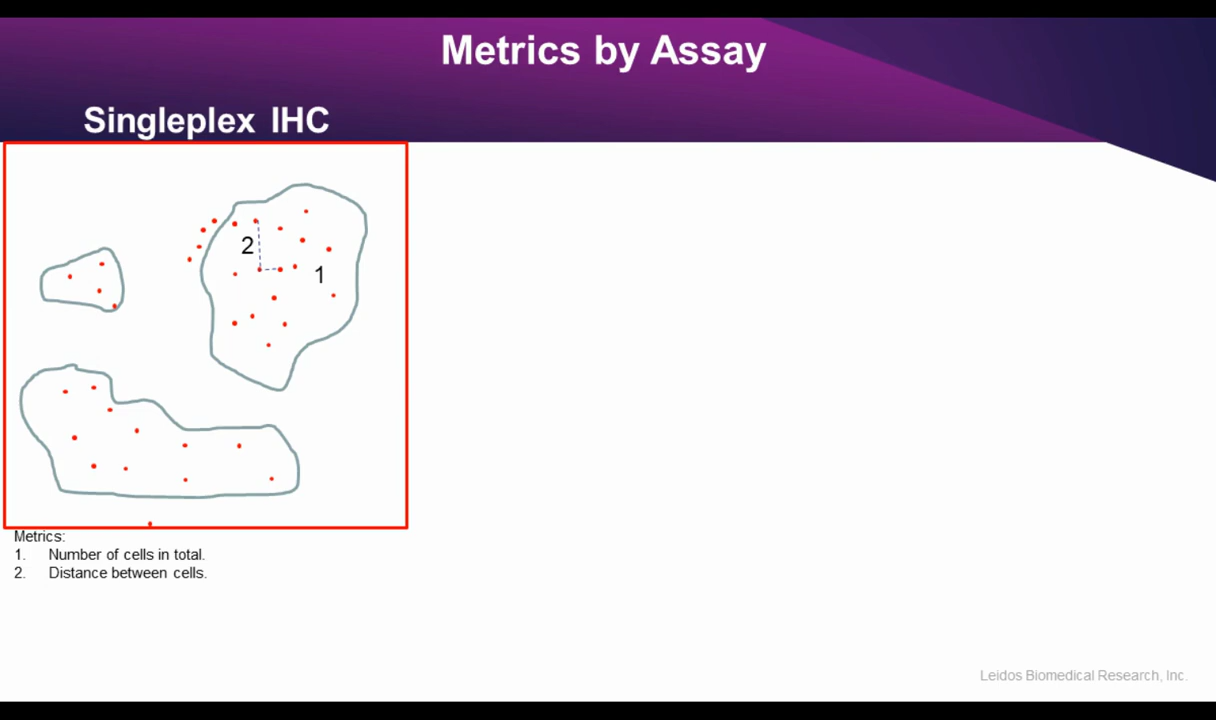 Metrics by Assay
Singleplex IHC
2
1
Metrics:
1. Number of cells in total.
2. Distance between cells.
Leidos Biomedical Research, Inc.